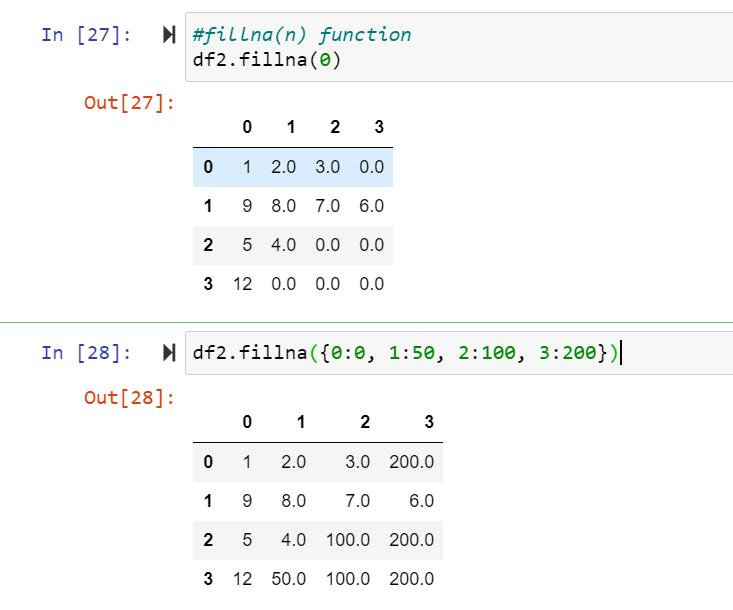 In [27]: #fillna(n) function
df2.fillna(0)
Out[27]:
0 1 2 3
0 1 2.0 3.0 0.0
1 9 8.0 7.0 6.0
2 5 4.0 0.0 0.0
3 12 0.0 0.0 0.0
In [28]: df2.fillna({0:0, 1:50, 2:100, 3:200})
Out[28]:
0 1 2 3
0 1 2.0 3.0 200.0
1 9 8.0 7.0 6.0
2 5 4.0 100.0 200.0
3 12 50.0 100.0 200.0